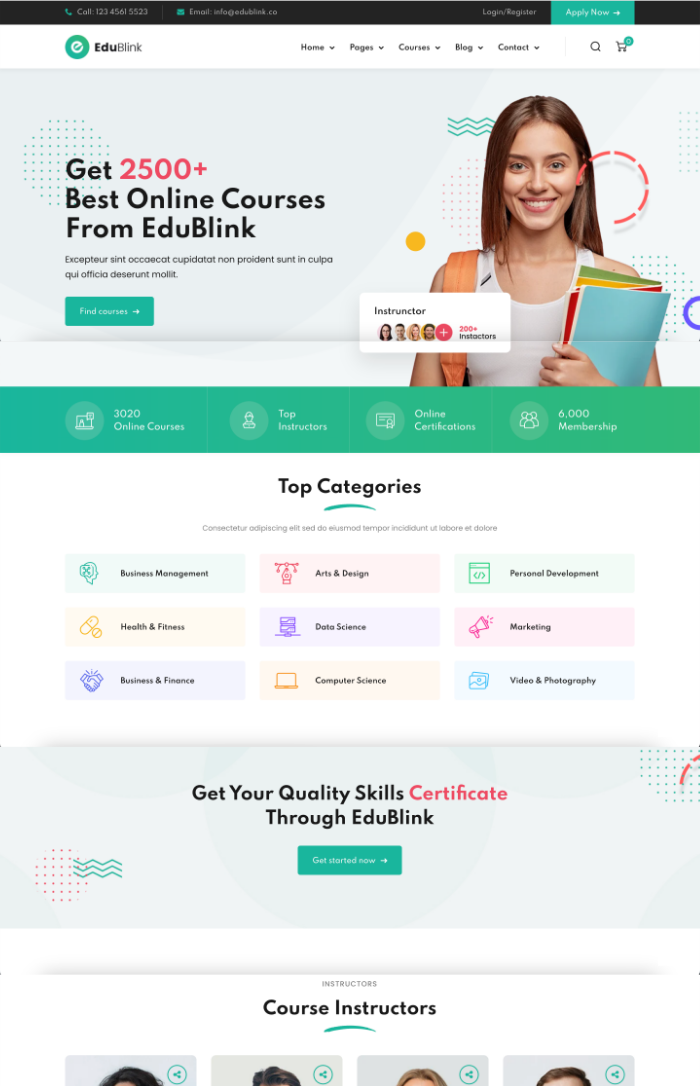 Call: 123 4561 5523
Email: info@edublink.co
Login/Register
Apply Now →
EduBlink
Home
Pages
Courses
Blog
Contact
0
Get 2500+
Best Online Courses
From EduBlink
Excepteur sint occaecat cupidatat non proident sunt in culpa
qui officia deserunt mollit.
Find courses →
Instrunctor
200+
Instactors
3020
Online Courses
Top
Instructors
Online
Certifications
6,000
Membership
Top Categories
Consectetur adipiscing elit sed do eiusmod tempor incididunt ut labore et dolore
Business Management
Arts & Design
Personal Development
Health & Fitness
Data Science
Marketing
Business & Finance
Computer Science
Video & Photography
Get Your Quality Skills Certificate
Through EduBlink
Get started now →
INSTRUCTORS
Course Instructors